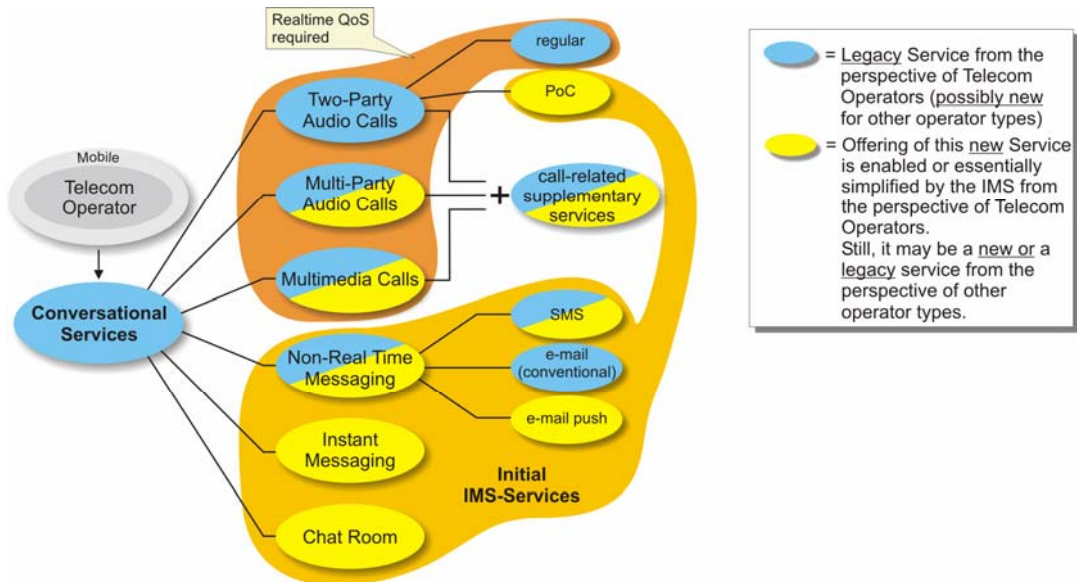 Realtime QoS
required
regular
PoC
Two-Party
Audio Calls
Mobile
Telecom
Operator
Multi-Party
Audio Calls
+
call-related
supplementary
services
Multimedia Calls
Conversational
Services
SMS
Non-Real Time
Messaging
e-mail
(conventional)
e-mail push
Instant
Messaging
Initial
IMS-Services
Chat Room
= Legacy Service from the
perspective of Telecom
Operators (possibly new
for other operator types)
= Offering of this new Service
is enabled or essentially
simplified by the IMS from
the perspective of Telecom
Operators.
Still, it may be a new or a
legacy service from the
perspective of other
operator types.